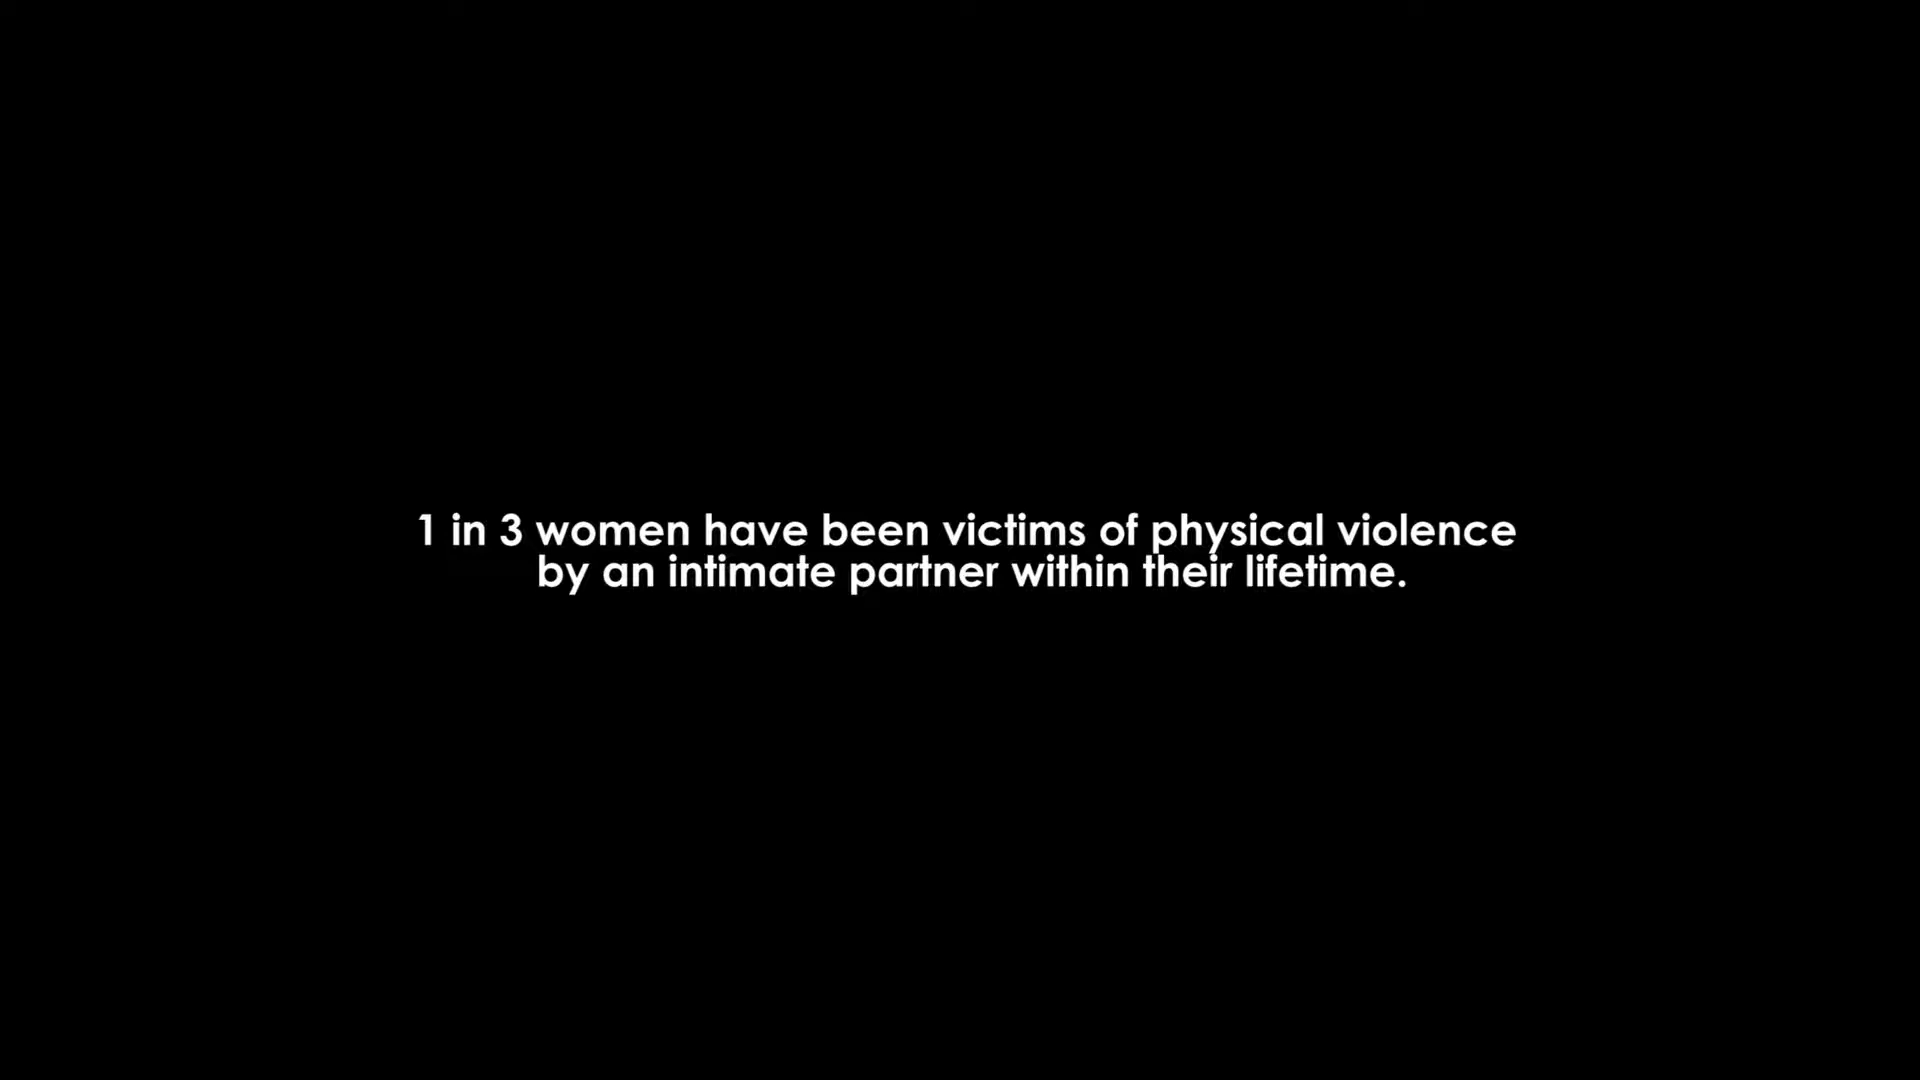 1 in 3 women have been victims of physical violence
by an intimate partner within their lifetime.